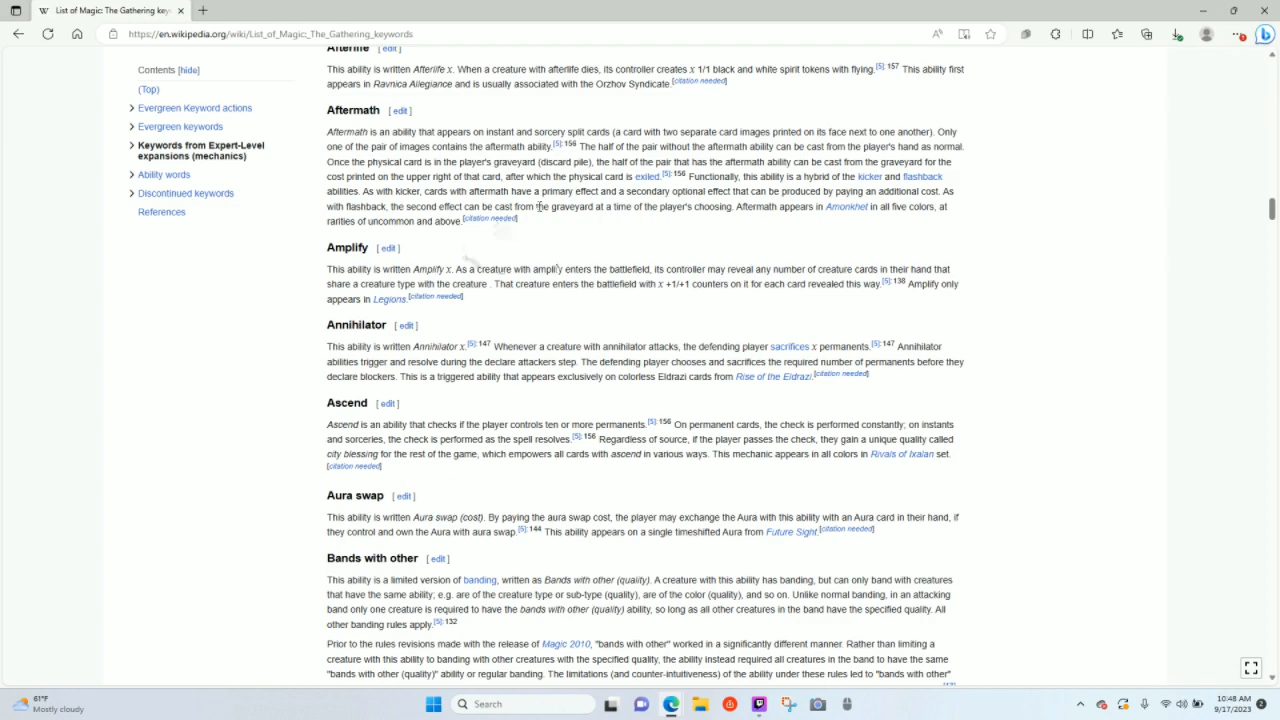 List of Magic: The Gathering key
https://en.wikipedia.org/wiki/List_of_Magic:_The_Gathering_keywords
Contents [hide]
(Top)
Evergreen Keyword actions
Evergreen keywords
Keywords from Expert-Level
expansions (mechanics)
Ability words
Discontinued keywords
References
Afterlife [ edit ]
This ability is written Afterlife x. When a creature with afterlife dies, its controller creates x 1/1 black and white spirit tokens with flying.[5]: 157 This ability first
appears in Ravnica Allegiance and is usually associated with the Orzhov Syndicate.[citation needed]
Aftermath [ edit ]
Aftermath is an ability that appears on instant and sorcery split cards (a card with two separate card images printed on its face next to one another). Only
one of the pair of images contains the aftermath ability.[5]: 156 The half of the pair without the aftermath ability can be cast from the player's hand as normal.
Once the physical card is in the player's graveyard (discard pile), the half of the pair that has the aftermath ability can be cast from the graveyard for the
cost printed on the upper right of that card, after which the physical card is exiled.[5]: 156 Functionally, this ability is a hybrid of the kicker and flashback
abilities. As with kicker, cards with aftermath have a primary effect and a secondary optional effect that can be produced by paying an additional cost. As
with flashback, the second effect can be cast from the graveyard at a time of the player's choosing. Aftermath appears in Amonkhet in all five colors, at
rarities of uncommon and above.[citation needed]
Amplify [ edit ]
This ability is written Amplify x. As a creature with amplify enters the battlefield, its controller may reveal any number of creature cards in their hand that
share a creature type with the creature . That creature enters the battlefield with x +1/+1 counters on it for each card revealed this way.[5]: 138 Amplify only
appears in Legions.[citation needed]
Annihilator [ edit ]
This ability is written Annihilator x.[5]: 147 Whenever a creature with annihilator attacks, the defending player sacrifices x permanents.[5]: 147 Annihilator
abilities trigger and resolve during the declare attackers step. The defending player chooses and sacrifices the required number of permanents before they
declare blockers. This is a triggered ability that appears exclusively on colorless Eldrazi cards from Rise of the Eldrazi.[citation needed]
Ascend [ edit ]
Ascend is an ability that checks if the player controls ten or more permanents.[5]: 156 On permanent cards, the check is performed constantly; on instants
and sorceries, the check is performed as the spell resolves.[5]: 156 Regardless of source, if the player passes the check, they gain a unique quality called
city blessing for the rest of the game, which empowers all cards with ascend in various ways. This mechanic appears in all colors in Rivals of Ixalan set.
[citation needed]
Aura swap [ edit ]
This ability is written Aura swap (cost). By paying the aura swap cost, the player may exchange the Aura with this ability with an Aura card in their hand, if
they control and own the Aura with aura swap.[5]: 144 This ability appears on a single timeshifted Aura from Future Sight.[citation needed]
Bands with other [ edit ]
This ability is a limited version of banding, written as Bands with other (quality). A creature with this ability has banding, but can only band with creatures
that have the same ability; e.g. are of the creature type or sub-type (quality), are of the color (quality), and so on. Unlike normal banding, in an attacking
band only one creature is required to have the bands with other (quality) ability, so long as all other creatures in the band have the specified quality. All
other banding rules apply.[5]: 132
Prior to the rules revisions made with the release of Magic 2010, "bands with other" worked in a significantly different manner. Rather than limiting a
creature with this ability to banding with other creatures with the specified quality, the ability instead required all creatures in the band to have the same
"bands with other (quality)" ability or regular banding. The limitations (and counter-intuitiveness) of the ability under these rules led to "bands with other"
61°F
Mostly cloudy
Search
10:48 AM
9/17/2023